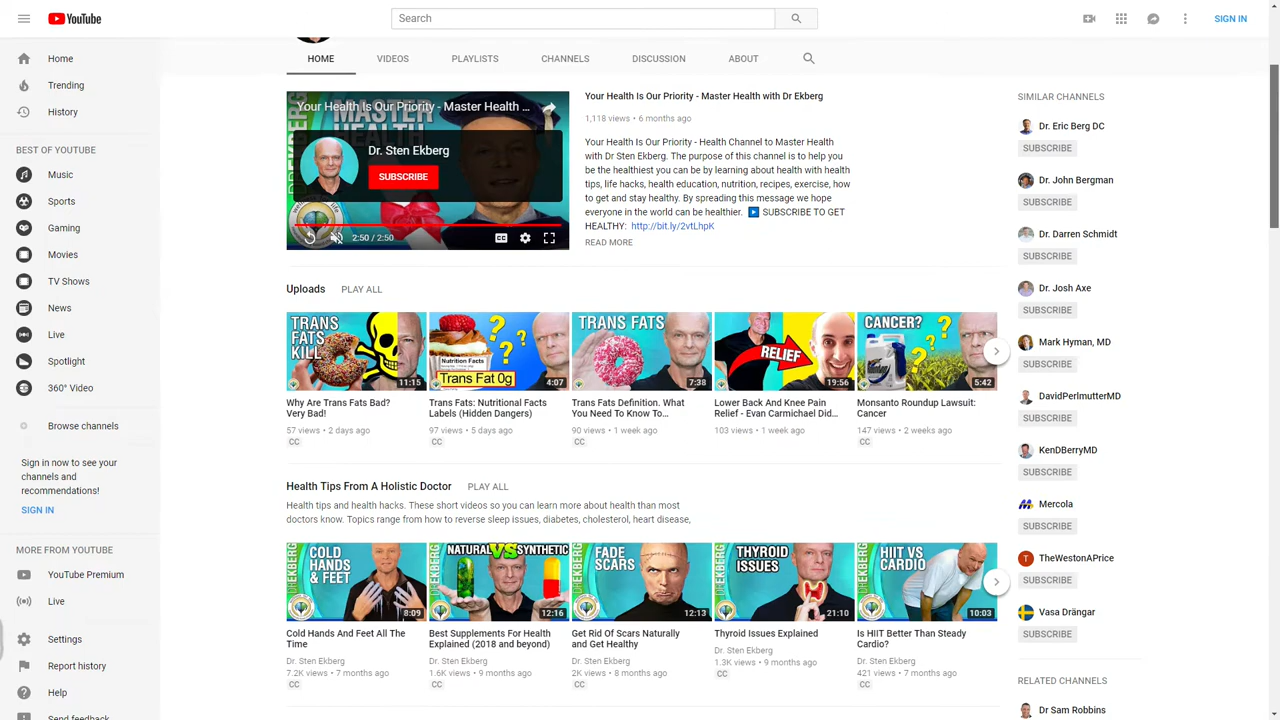 YouTube
Search
SIGN IN
HOME
VIDEOS
PLAYLISTS
CHANNELS
DISCUSSION
ABOUT
Home
Trending
History
BEST OF YOUTUBE
Music
Sports
Gaming
Movies
TV Shows
News
Live
Spotlight
360° Video
Browse channels
Sign in now to see your
channels and
recommendations!
SIGN IN
MORE FROM YOUTUBE
YouTube Premium
Live
Settings
Report history
Help
Send feedback
Your Health Is Our Priority - Master Health ...
MASTER
HEALTH
Dr. Sten Ekberg
SUBSCRIBE
2:50 / 2:50
CC
Your Health Is Our Priority - Master Health with Dr Ekberg
1,118 views • 6 months ago
Your Health Is Our Priority - Health Channel to Master Health
with Dr Sten Ekberg. The purpose of this channel is to help you
be the healthiest you can be by learning about health with health
tips, life hacks, health education, nutrition, recipes, exercise, how
to get and stay healthy. By spreading this message we hope
everyone in the world can be healthier. ▶ SUBSCRIBE TO GET
HEALTHY: http://bit.ly/2vtLhpK
READ MORE
Uploads PLAY ALL
TRANS
FATS
KILL
11:15
Why Are Trans Fats Bad?
Very Bad!
57 views • 2 days ago
CC
Nutrition Facts
Trans Fat 0g
4:07
Trans Fats: Nutritional Facts
Labels (Hidden Dangers)
97 views • 5 days ago
CC
TRANS FATS
7:38
Trans Fats Definition. What
You Need To Know To...
90 views • 1 week ago
CC
RELIEF
19:56
Lower Back And Knee Pain
Relief - Evan Carmichael Did...
103 views • 1 week ago
CANCER?
5:42
Monsanto Roundup Lawsuit:
Cancer
147 views • 2 weeks ago
CC
Health Tips From A Holistic Doctor PLAY ALL
Health tips and health hacks. These short videos so you can learn more about health than most
doctors know. Topics range from how to reverse sleep issues, diabetes, cholesterol, heart disease,
DR EKBERG
COLD
HANDS
& FEET
8:09
Cold Hands And Feet All The
Time
Dr. Sten Ekberg
7.2K views • 7 months ago
CC
NATURAL VS SYNTHETIC
12:16
Best Supplements For Health
Explained (2018 and beyond)
Dr. Sten Ekberg
1.6K views • 9 months ago
CC
DR EKBERG
FADE
SCARS
12:13
Get Rid Of Scars Naturally
and Get Healthy
Dr. Sten Ekberg
2K views • 8 months ago
CC
DR EKBERG
THYROID
ISSUES
21:10
Thyroid Issues Explained
Dr. Sten Ekberg
1.3K views • 9 months ago
CC
DR EKBERG
HIIT VS
CARDIO
10:03
Is HIIT Better Than Steady
Cardio?
Dr. Sten Ekberg
421 views • 7 months ago
CC
SIMILAR CHANNELS
Dr. Eric Berg DC
SUBSCRIBE
Dr. John Bergman
SUBSCRIBE
Dr. Darren Schmidt
SUBSCRIBE
Dr. Josh Axe
SUBSCRIBE
Mark Hyman, MD
SUBSCRIBE
DavidPerlmutterMD
SUBSCRIBE
KenDBerryMD
SUBSCRIBE
Mercola
SUBSCRIBE
T
TheWestonAPrice
SUBSCRIBE
Vasa Drängar
SUBSCRIBE
RELATED CHANNELS
Dr Sam Robbins